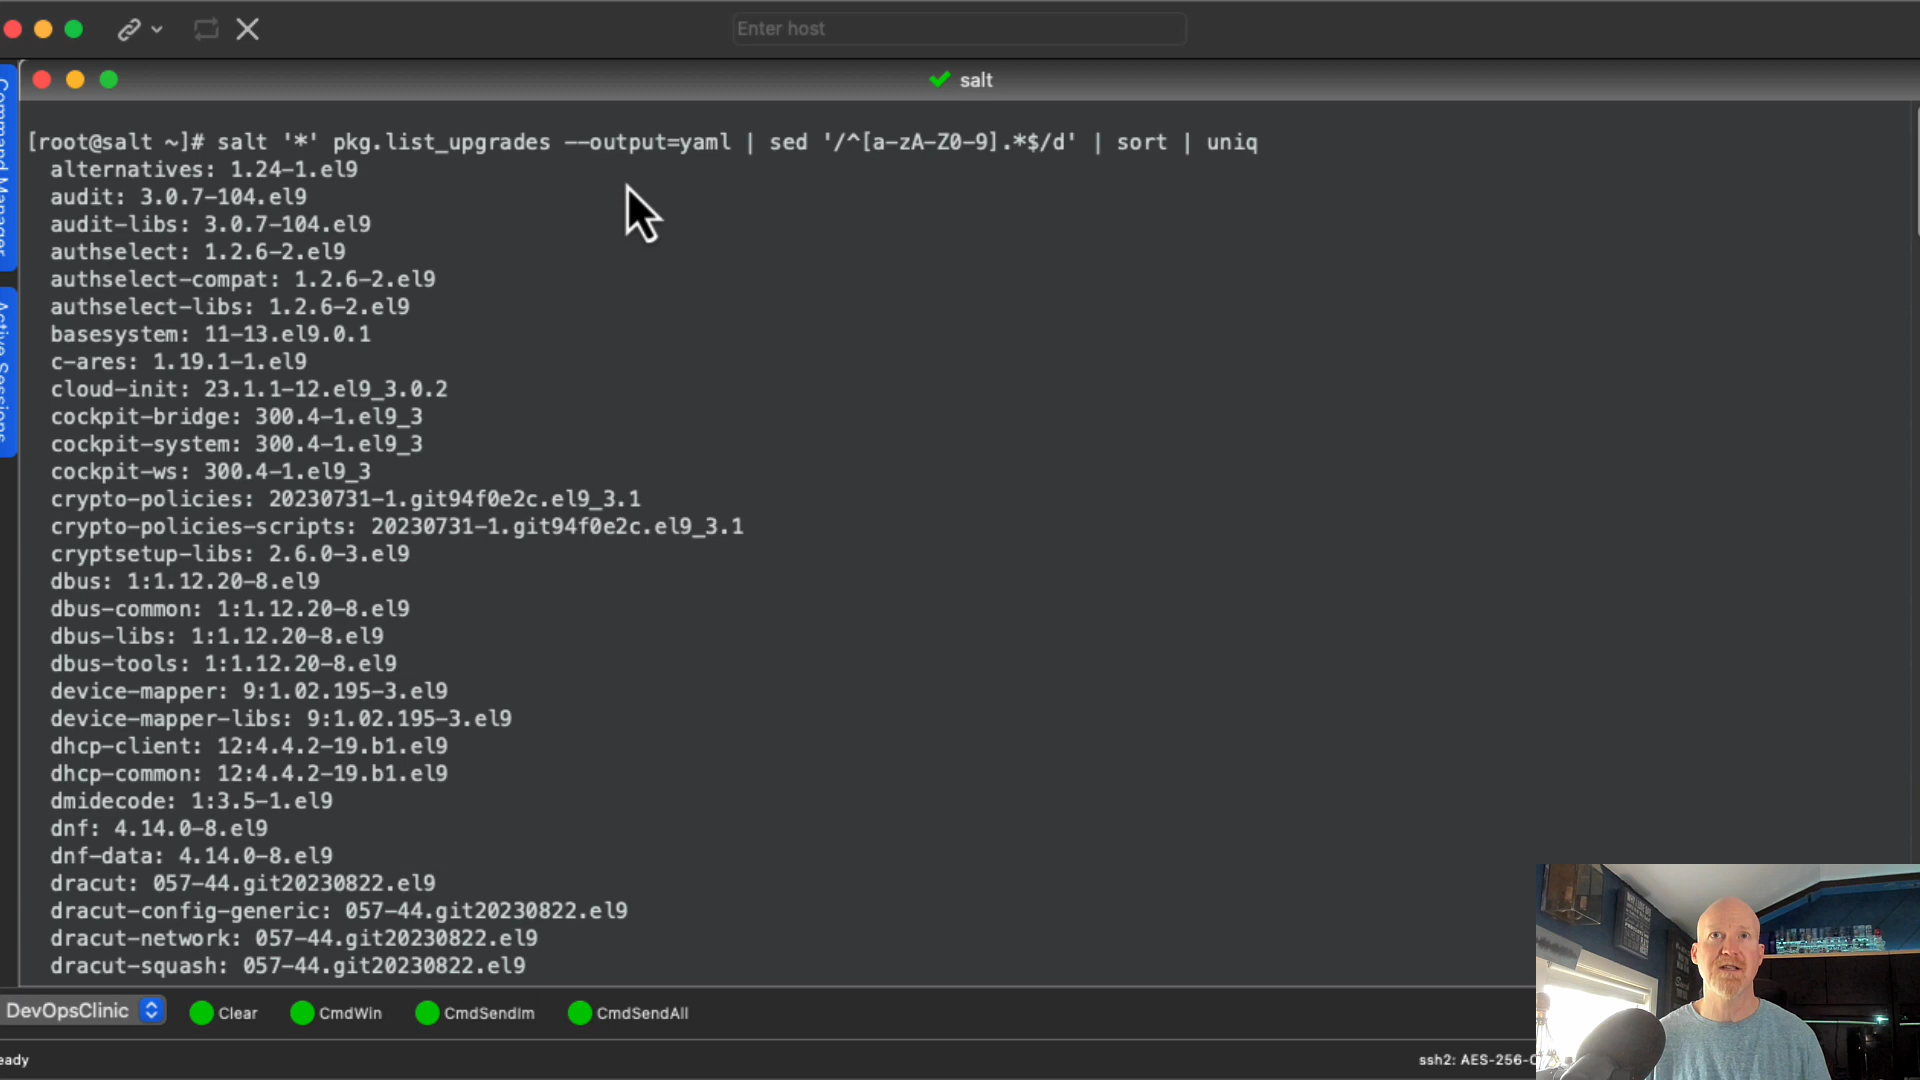 Enter host
salt
Command Manager
Active Sessions
[root@salt ~]# salt '*' pkg.list_upgrades --output=yaml | sed '/^[a-zA-Z0-9].*$/d' | sort | uniq
alternatives: 1.24-1.el9
audit: 3.0.7-104.el9
audit-libs: 3.0.7-104.el9
authselect: 1.2.6-2.el9
authselect-compat: 1.2.6-2.el9
authselect-libs: 1.2.6-2.el9
basesystem: 11-13.el9.0.1
c-ares: 1.19.1-1.el9
cloud-init: 23.1.1-12.el9_3.0.2
cockpit-bridge: 300.4-1.el9_3
cockpit-system: 300.4-1.el9_3
cockpit-ws: 300.4-1.el9_3
crypto-policies: 20230731-1.git94f0e2c.el9_3.1
crypto-policies-scripts: 20230731-1.git94f0e2c.el9_3.1
cryptsetup-libs: 2.6.0-3.el9
dbus: 1:1.12.20-8.el9
dbus-common: 1:1.12.20-8.el9
dbus-libs: 1:1.12.20-8.el9
dbus-tools: 1:1.12.20-8.el9
device-mapper: 9:1.02.195-3.el9
device-mapper-libs: 9:1.02.195-3.el9
dhcp-client: 12:4.4.2-19.b1.el9
dhcp-common: 12:4.4.2-19.b1.el9
dmidecode: 1:3.5-1.el9
dnf: 4.14.0-8.el9
dnf-data: 4.14.0-8.el9
dracut: 057-44.git20230822.el9
dracut-config-generic: 057-44.git20230822.el9
dracut-network: 057-44.git20230822.el9
dracut-squash: 057-44.git20230822.el9
DevOpsClinic Clear CmdWin CmdSendIm CmdSendAll
eady ssh2: AES-256-C